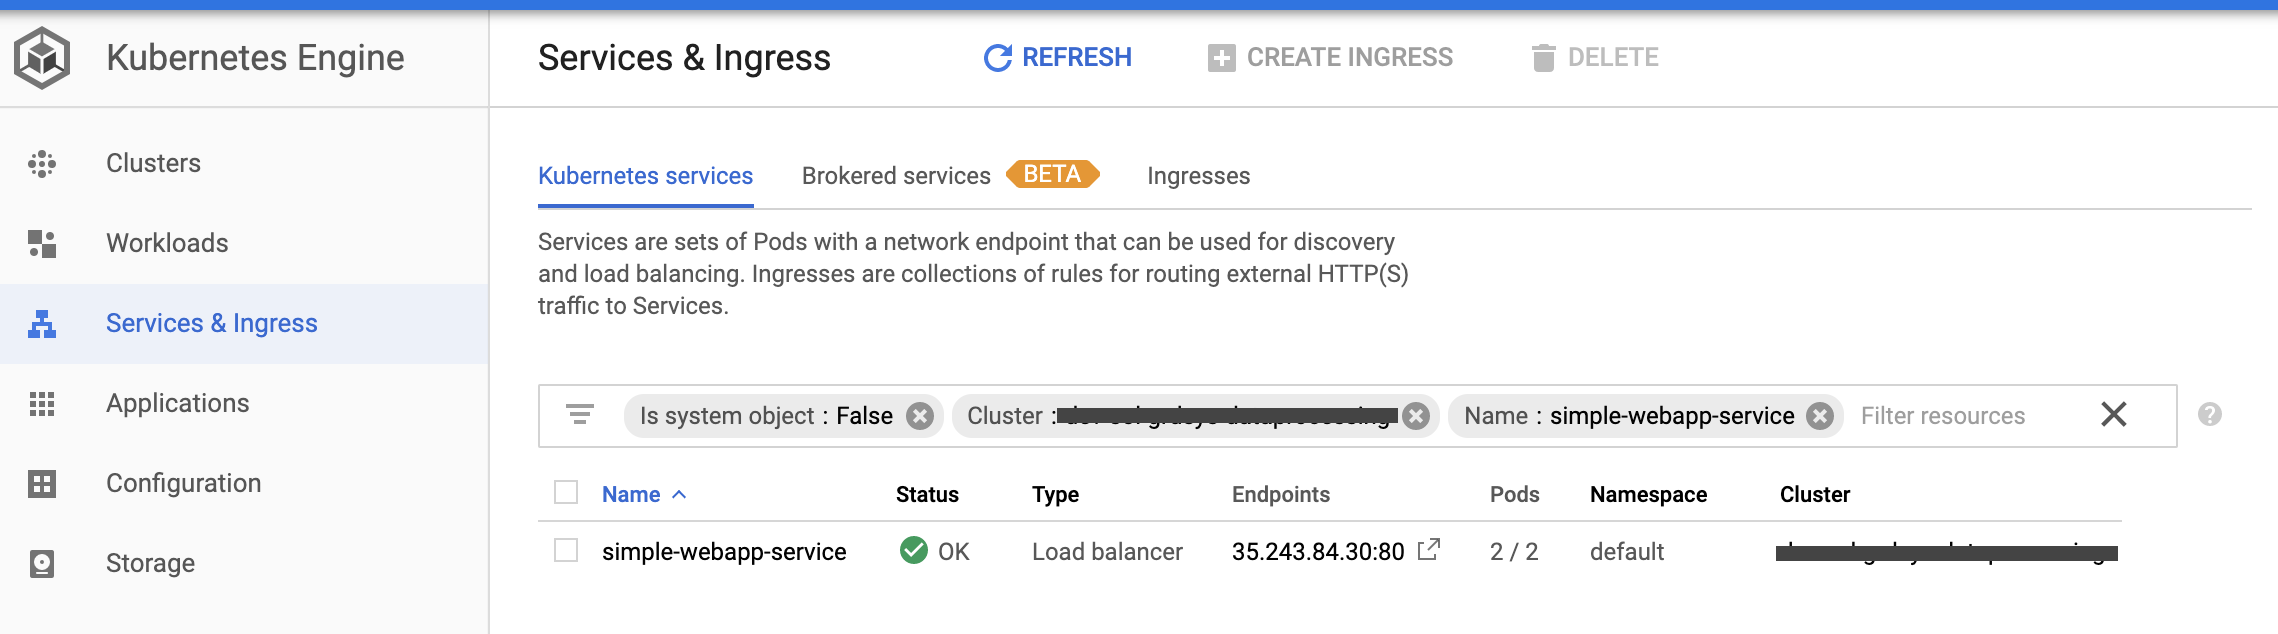 Kubernetes Engine
Services & Ingress
REFRESH
CREATE INGRESS
DELETE
Clusters
Workloads
Services & Ingress
Applications
Configuration
Storage
Kubernetes services
Brokered services
BETA
Ingresses
Services are sets of Pods with a network endpoint that can be used for discovery
and load balancing. Ingresses are collections of rules for routing external HTTP(S)
traffic to Services.
Is system object : False
Cluster :
Name : simple-webapp-service
Filter resources
Name Status Type Endpoints Pods Namespace Cluster
simple-webapp-service OK Load balancer 35.243.84.30:80 2 / 2 default